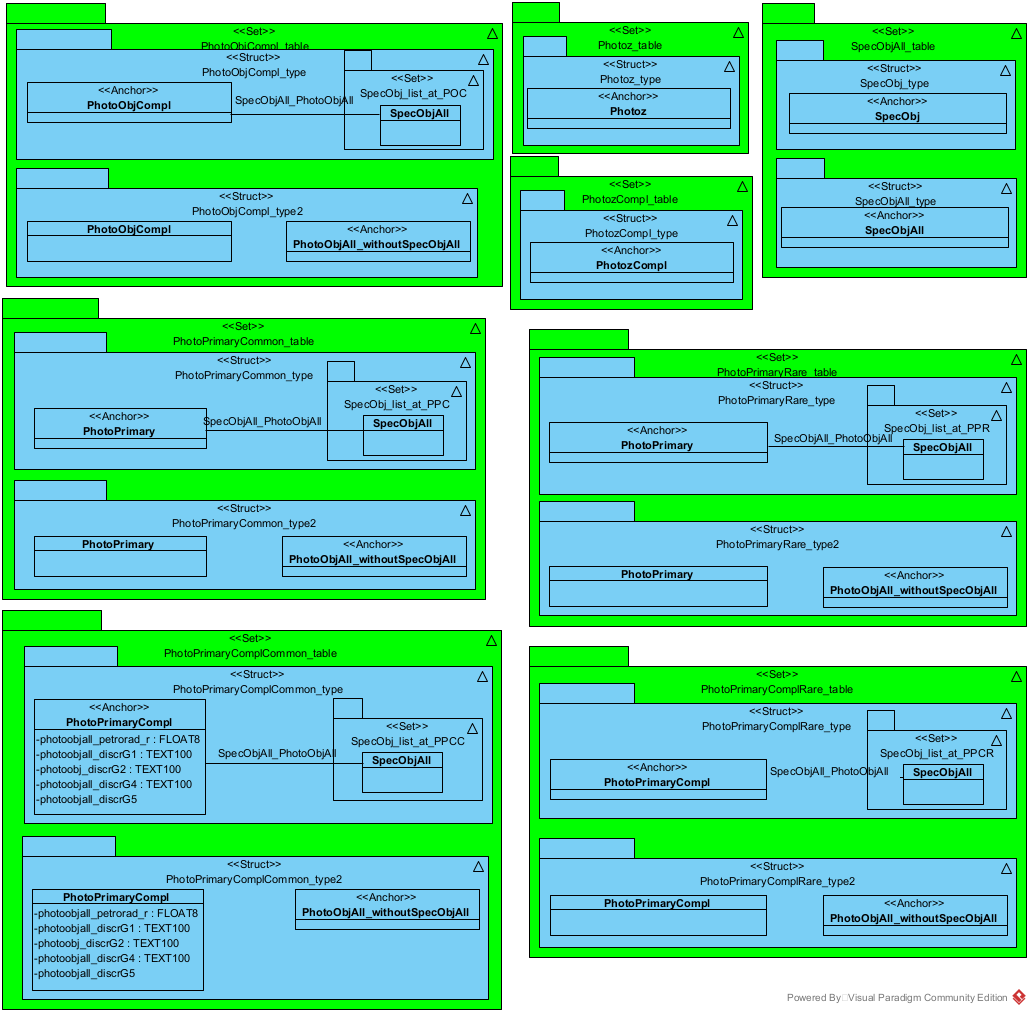 <<Set>>
PhotoObjCompl_table
<<Struct>>
PhotoObjCompl_type
<<Anchor>>
PhotoObjCompl
SpecObjAll_PhotoObjAll
<<Set>>
SpecObj_list_at_POC
SpecObjAll
<<Struct>>
PhotoObjCompl_type2
PhotoObjCompl
<<Anchor>>
PhotoObjAll_withoutSpecObjAll
<<Set>>
Photoz_table
<<Struct>>
Photoz_type
<<Anchor>>
Photoz
<<Set>>
PhotozCompl_table
<<Struct>>
PhotozCompl_type
<<Anchor>>
PhotozCompl
<<Set>>
SpecObjAll_table
<<Struct>>
SpecObj_type
<<Anchor>>
SpecObj
<<Struct>>
SpecObjAll_type
<<Anchor>>
SpecObjAll
<<Set>>
PhotoPrimaryCommon_table
<<Struct>>
PhotoPrimaryCommon_type
<<Anchor>>
PhotoPrimary
SpecObjAll_PhotoObjAll
<<Set>>
SpecObj_list_at_PPC
SpecObjAll
<<Struct>>
PhotoPrimaryCommon_type2
PhotoPrimary
<<Anchor>>
PhotoObjAll_withoutSpecObjAll
<<Set>>
PhotoPrimaryRare_table
<<Struct>>
PhotoPrimaryRare_type
<<Anchor>>
PhotoPrimary
SpecObjAll_PhotoObjAll
<<Set>>
SpecObj_list_at_PPR
SpecObjAll
<<Struct>>
PhotoPrimaryRare_type2
PhotoPrimary
<<Anchor>>
PhotoObjAll_withoutSpecObjAll
<<Set>>
PhotoPrimaryComplCommon_table
<<Struct>>
PhotoPrimaryComplCommon_type
<<Anchor>>
PhotoPrimaryCompl
-photoobjall_petrorad_r : FLOAT8
-photoobjall_discrG1 : TEXT100
-photoobj_discrG2 : TEXT100
-photoobjall_discrG4 : TEXT100
-photoobjall_discrG5
SpecObjAll_PhotoObjAll
<<Set>>
SpecObj_list_at_PPCC
SpecObjAll
<<Struct>>
PhotoPrimaryComplCommon_type2
PhotoPrimaryCompl
-photoobjall_petrorad_r : FLOAT8
-photoobjall_discrG1 : TEXT100
-photoobj_discrG2 : TEXT100
-photoobjall_discrG4 : TEXT100
-photoobjall_discrG5
<<Anchor>>
PhotoObjAll_withoutSpecObjAll
<<Set>>
PhotoPrimaryComplRare_table
<<Struct>>
PhotoPrimaryComplRare_type
<<Anchor>>
PhotoPrimaryCompl
SpecObjAll_PhotoObjAll
<<Set>>
SpecObj_list_at_PPCR
SpecObjAll
<<Struct>>
PhotoPrimaryComplRare_type2
PhotoPrimaryCompl
<<Anchor>>
PhotoObjAll_withoutSpecObjAll
Powered By Visual Paradigm Community Edition